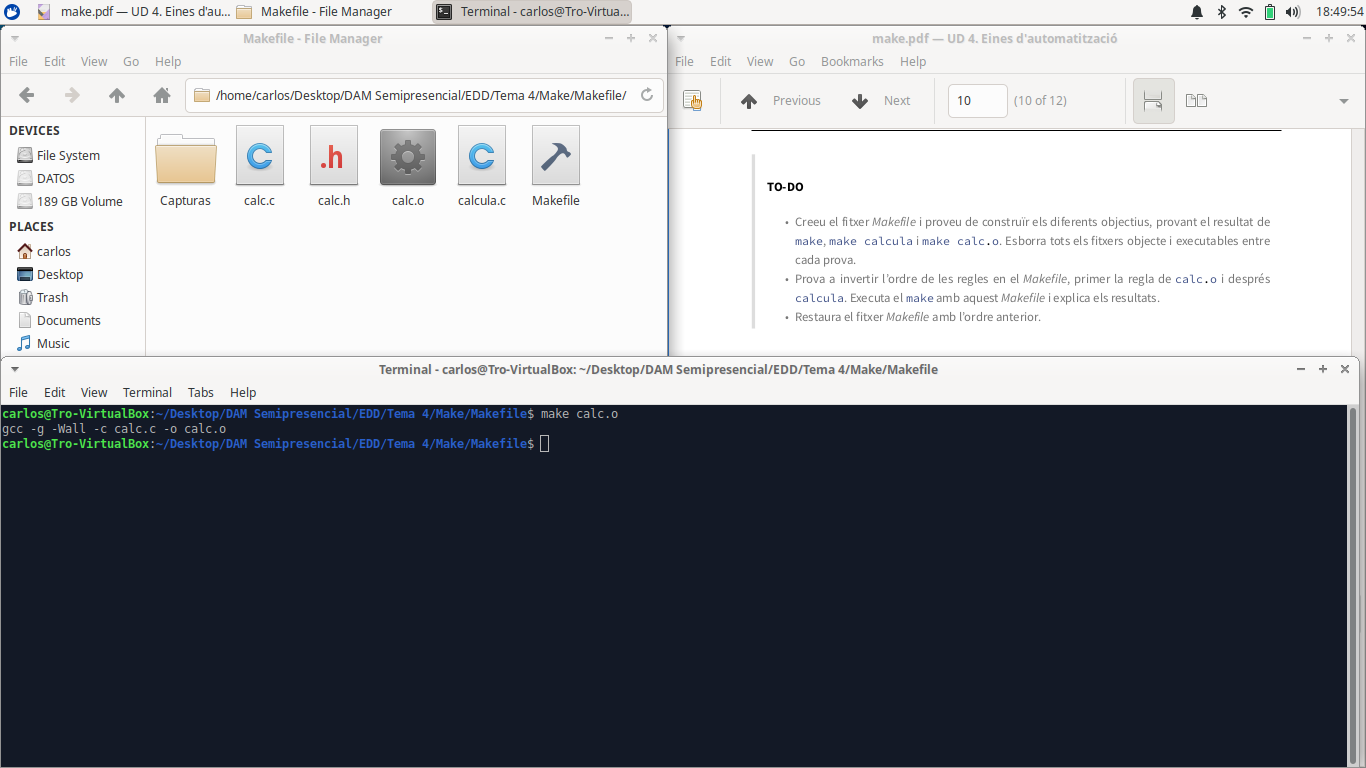 make.pdf — UD 4. Eines d'au...
Makefile - File Manager
Terminal - carlos@Tro-Virtua...
18:49:54
Makefile - File Manager
File Edit View Go Help
/home/carlos/Desktop/DAM Semipresencial/EDD/Tema 4/Make/Makefile/
DEVICES
File System
DATOS
189 GB Volume
PLACES
carlos
Desktop
Trash
Documents
Music
C
.h
C
Capturas calc.c calc.h calc.o calcula.c Makefile
make.pdf — UD 4. Eines d'automatització
File Edit View Go Bookmarks Help
Previous Next 10 (10 of 12)
TO-DO
• Creeu el fitxer Makefile i proveu de construïr els diferents objectius, provant el resultat de
make, make calcula i make calc.o. Esborra tots els fitxers objecte i executables entre
cada prova.
• Prova a invertir l'ordre de les regles en el Makefile, primer la regla de calc.o i després
calcula. Executa el make amb aquest Makefile i explica els resultats.
• Restaura el fitxer Makefile amb l'ordre anterior.
Terminal - carlos@Tro-VirtualBox: ~/Desktop/DAM Semipresencial/EDD/Tema 4/Make/Makefile
File Edit View Terminal Tabs Help
carlos@Tro-VirtualBox:~/Desktop/DAM Semipresencial/EDD/Tema 4/Make/Makefile$ make calc.o
gcc -g -Wall -c calc.c -o calc.o
carlos@Tro-VirtualBox:~/Desktop/DAM Semipresencial/EDD/Tema 4/Make/Makefile$